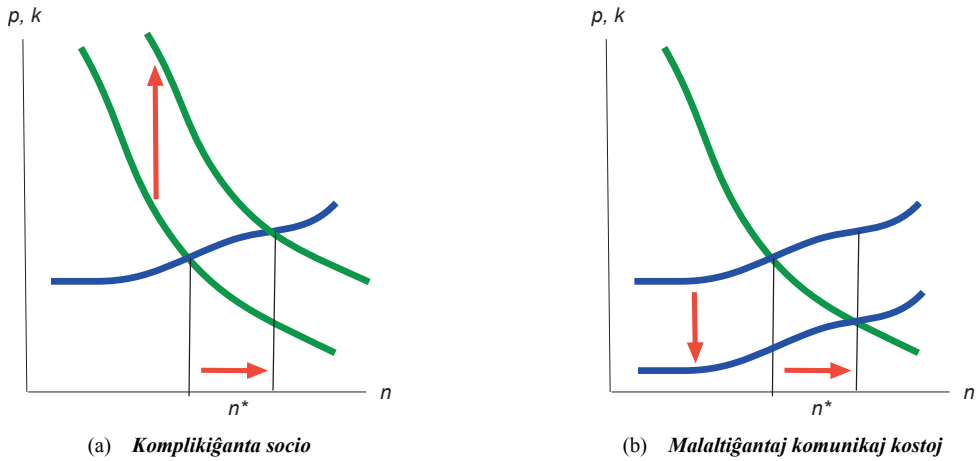 p, k
n
n*
(a) Komplikiĝanta socio
p, k
n
n*
(b) Malaltiĝantaj komunikaj kostoj